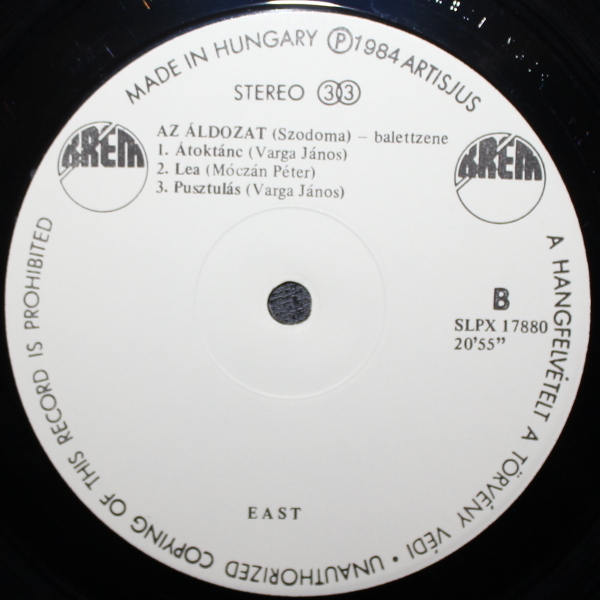 MADE IN HUNGARY Ⓟ 1984 ARTISJUS
STEREO 33
AZ ÁLDOZAT (Szodoma) – balettzene
1. Átoktánc (Varga János)
2. Lea (Móczán Péter)
3. Pusztulás (Varga János)
KRÉM
KRÉM
B
SLPX 17880
20'55"
EAST
A HANGFELVÉTELT A TÖRVÉNY VÉDI • UNAUTHORIZED COPYING OF THIS RECORD IS PROHIBITED